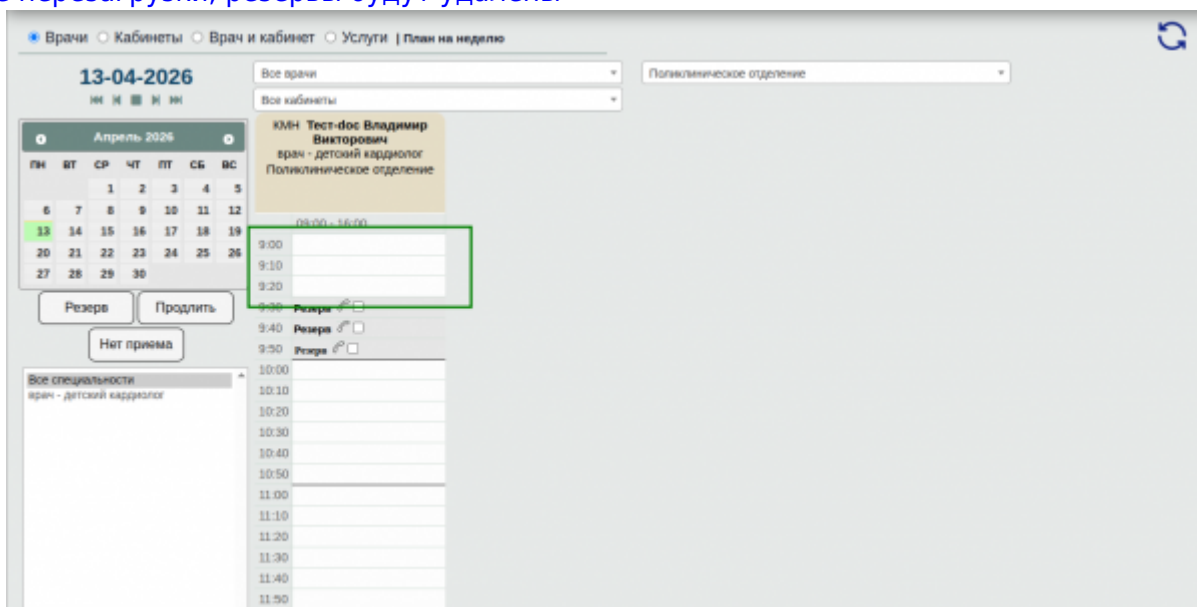 перезагрузки, резервы будут удалены
Врачи Кабинеты Врач и кабинет Услуги | План на неделю
13-04-2026
Все врачи
Поликлиническое отделение
Все кабинеты
Апрель 2026
ПН ВТ СР ЧТ ПТ СБ ВС
1 2 3 4 5
6 7 8 9 10 11 12
13 14 15 16 17 18 19
20 21 22 23 24 25 26
27 28 29 30
Резерв Продлить
Нет приема
Все специальности
врач - детский кардиолог
КМН Тест-doc Владимир
Викторович
врач - детский кардиолог
Поликлиническое отделение
09:00 - 16:00
9:00
9:10
9:20
9:30 Резерв
9:40 Резерв
9:50 Резерв
10:00
10:10
10:20
10:30
10:40
10:50
11:00
11:10
11:20
11:30
11:40
11:50